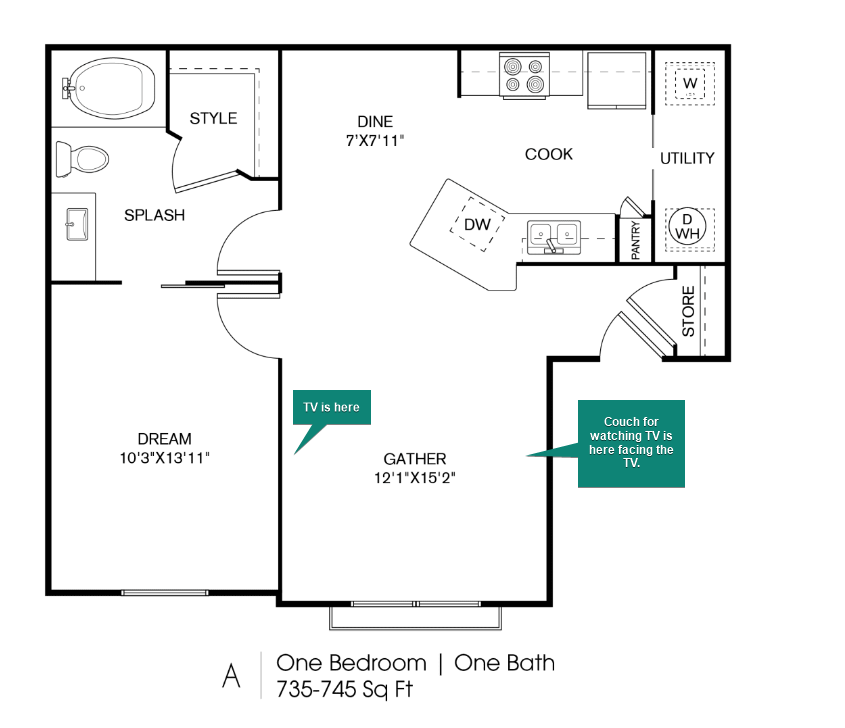 W
STYLE
DINE
7'X7'11"
COOK
UTILITY
SPLASH
DW
D
WH
PANTRY
STORE
TV is here
Couch for
watching TV is
here facing the
TV.
DREAM
10'3"X13'11"
GATHER
12'1"X15'2"
A
One Bedroom | One Bath
735-745 Sq Ft